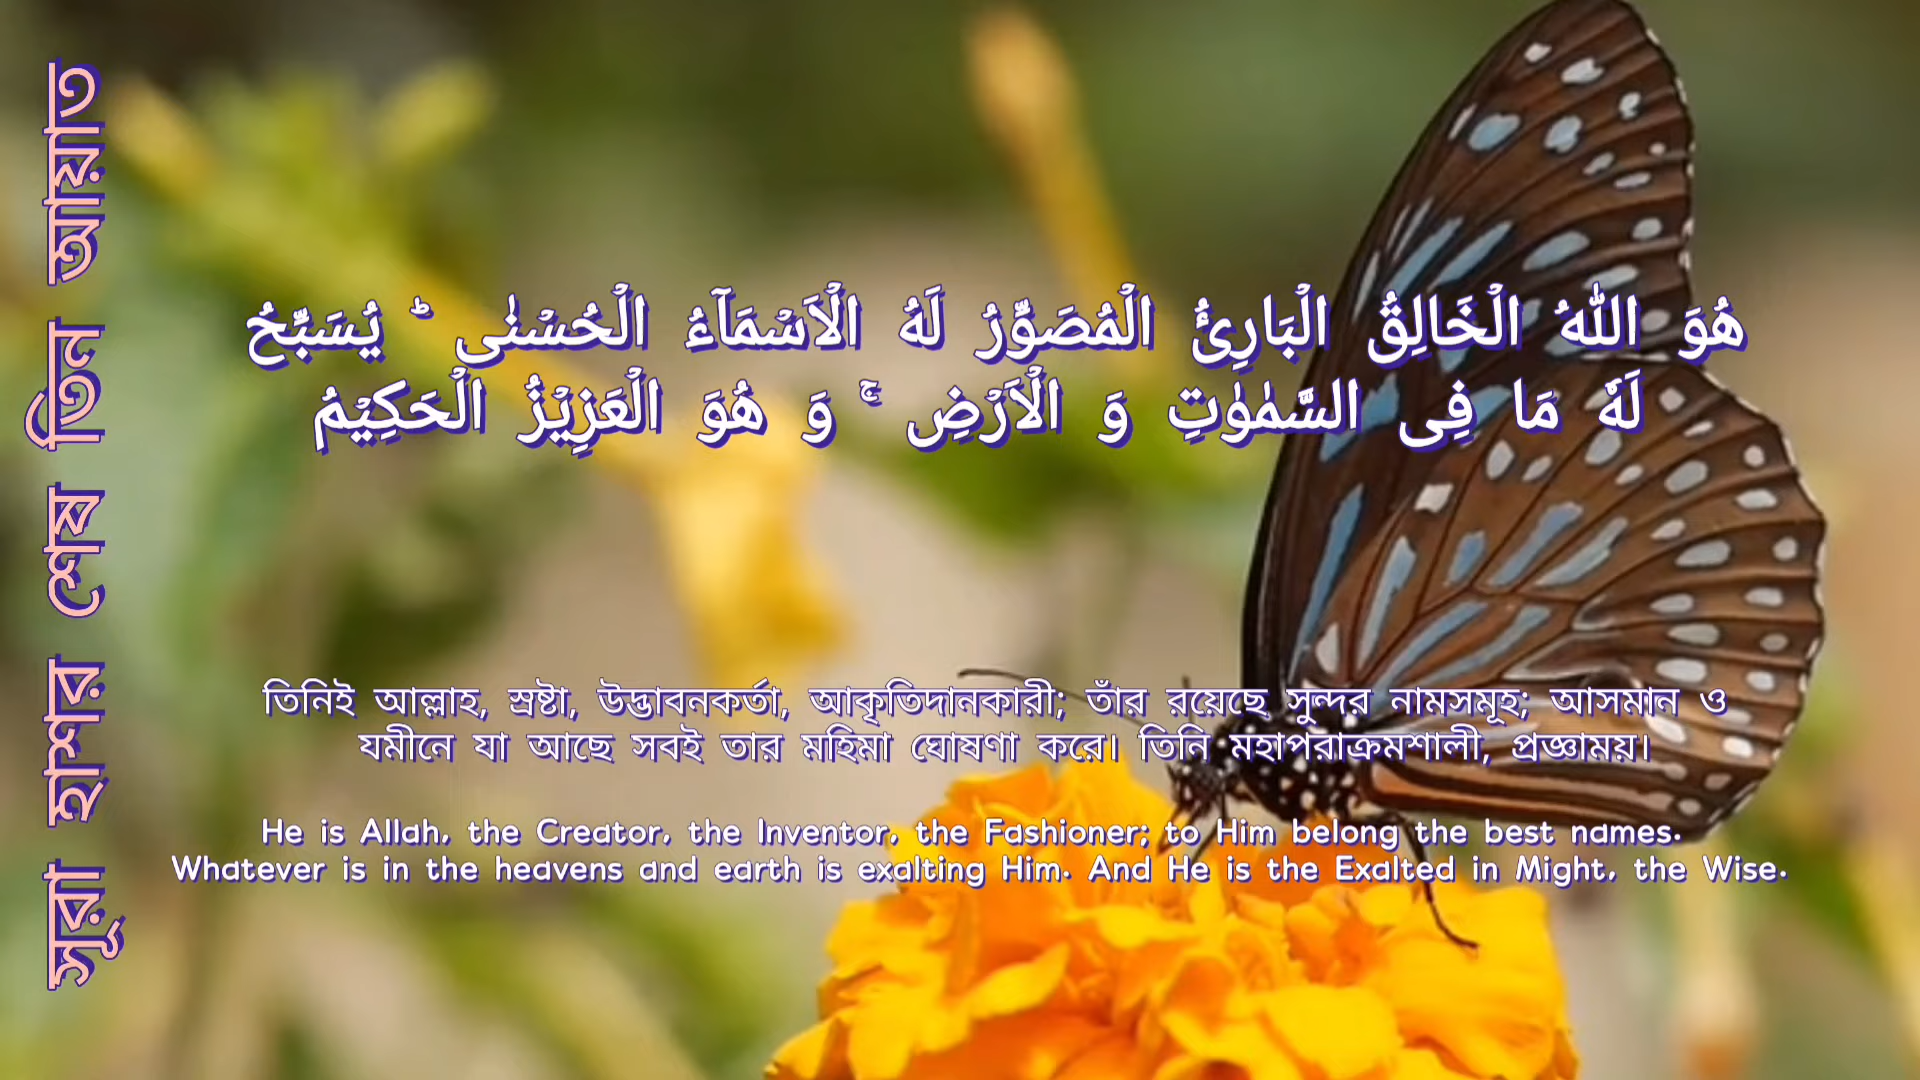 সূরা হাশর শেষ তিন আয়াত
هُوَ اللّٰهُ الْخَالِقُ الْبَارِئُ الْمُصَوِّرُ لَهُ الْاَسْمَآءُ الْحُسْنٰی ؕ یُسَبِّحُ
لَهٗ مَا فِی السَّمٰوٰتِ وَ الْاَرْضِ ۚ وَ هُوَ الْعَزِیْزُ الْحَکِیْمُ
তিনিই আল্লাহ, স্রষ্টা, উদ্ভাবনকর্তা, আকৃতিদানকারী; তাঁর রয়েছে সুন্দর নামসমূহ; আসমান ও
যমীনে যা আছে সবই তার মহিমা ঘোষণা করে। তিনি মহাপরাক্রমশালী, প্রজ্ঞাময়।
He is Allah, the Creator, the Inventor, the Fashioner; to Him belong the best names.
Whatever is in the heavens and earth is exalting Him. And He is the Exalted in Might, the Wise.